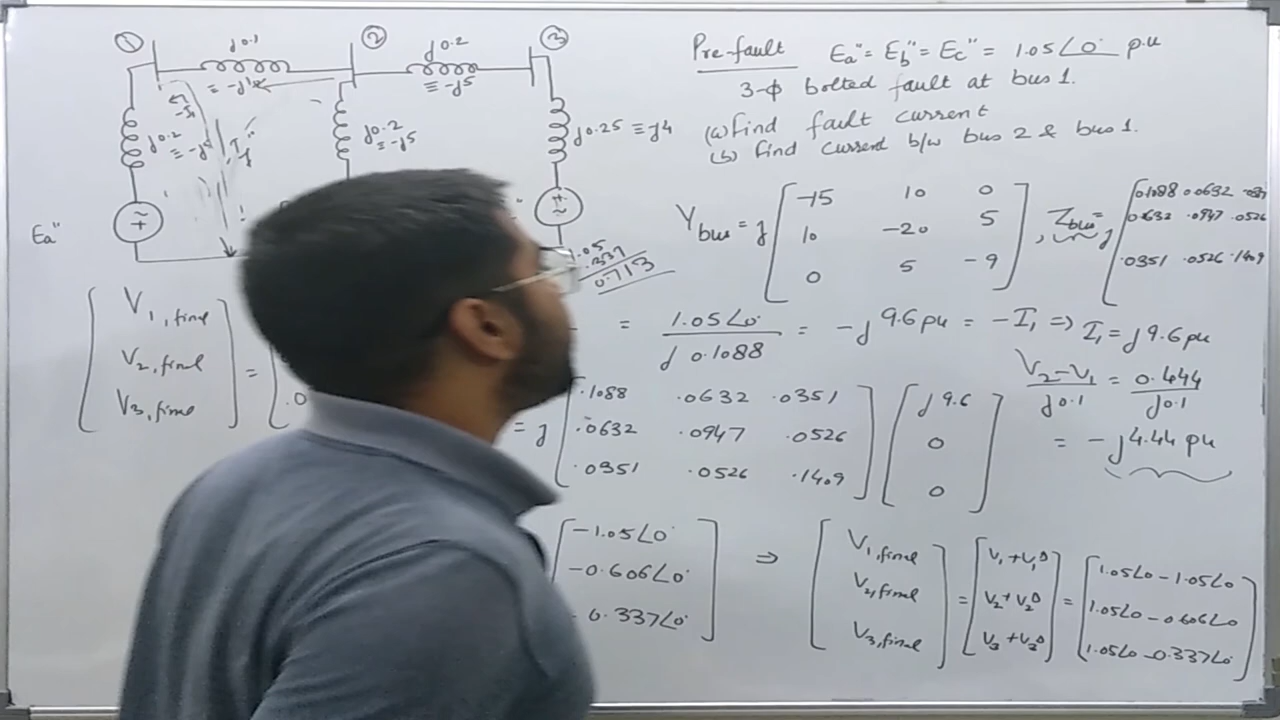 ① ② ③
j0.1 j0.2
≡ -j5
j0.2
≡ -j5
j0.2
≡ -j5
j0.25 ≡ -j4
Ea"
Pre-fault Ea" = Eb" = Ec" = 1.05∠0° p.u
3-ϕ bolted fault at bus 1.
(a) Find fault current
(b) Find current b/w bus 2 & bus 1.
Ybus = j [ -15 10 0
10 -20 5
0 5 -9 ]
, Zbus = j [ 0.1088 0.0632
0.0632 .0947 .0526
.0351 .0526 .1409
.337
0.713
= 1.05∠0° / j 0.1088 = -j 9.6 pu = -I₁ ⇒ I₁ = j 9.6 pu
V₂-V₁ / j0.1 = 0.444 / j0.1
= -j 4.44 pu
[ V1, final
V2, final
V3, final ] = [
= j [ .1088 .0632 .0351
.0632 .0947 .0526
.0351 .0526 .1409 ] [ j 9.6
0
0 ]
[ -1.05∠0°
-0.606∠0°
0.337∠0° ]
⇒ [ V1, final
V2, final
V3, final ] = [ V₁+V₁Δ
V₂+V₂Δ
V₃+V₃Δ ] = [ 1.05∠0 - 1.05∠0
1.05∠0 - 0.606∠0
1.05∠0 - 0.337∠0° ]